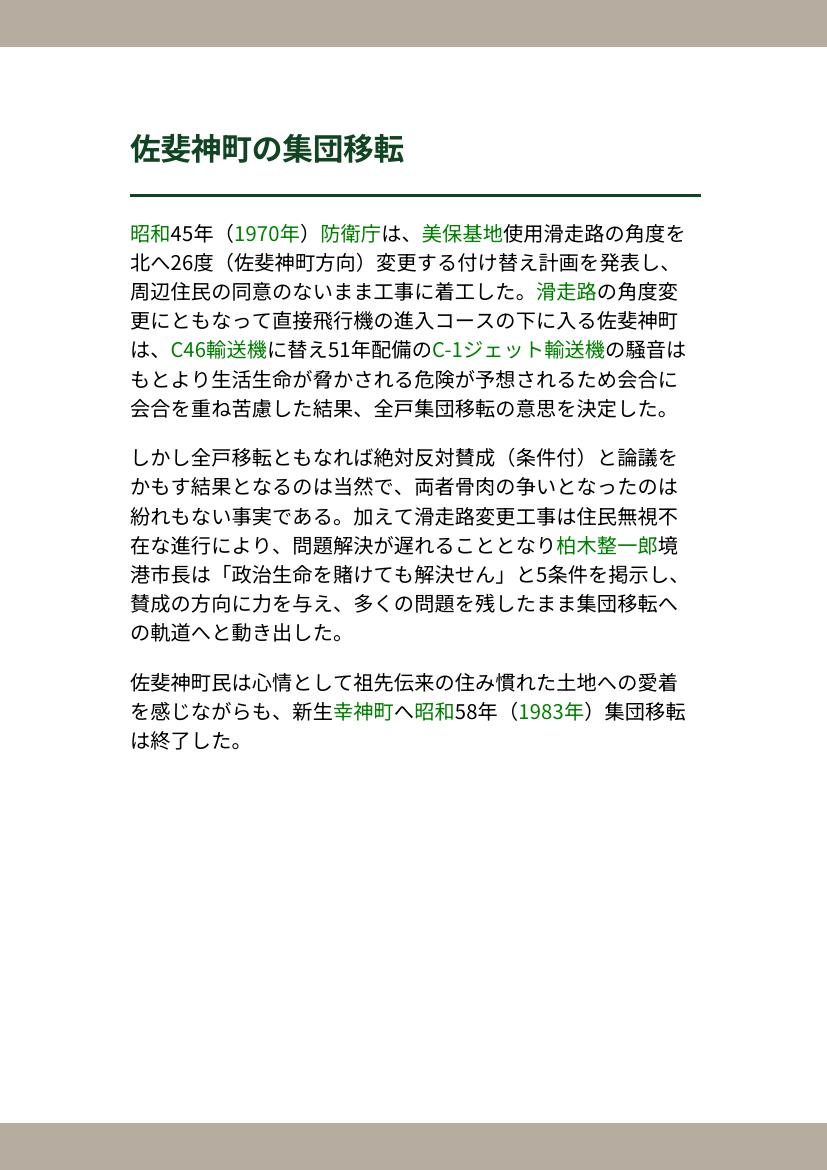 佐斐神町の集団移転
昭和45年（1970年）防衛庁は、美保基地使用滑走路の角度を
北へ26度（佐斐神町方向）変更する付け替え計画を発表し、
周辺住民の同意のないまま工事に着工した。滑走路の角度変
更にともなって直接飛行機の進入コースの下に入る佐斐神町
は、C46輸送機に替え51年配備のC-1ジェット輸送機の騒音は
もとより生活生命が脅かされる危険が予想されるため会合に
会合を重ね苦慮した結果、全戸集団移転の意思を決定した。
しかし全戸移転ともなれば絶対反対賛成（条件付）と論議を
かもす結果となるのは当然で、両者骨肉の争いとなったのは
紛れもない事実である。加えて滑走路変更工事は住民無視不
在な進行により、問題解決が遅れることとなり柏木整一郎境
港市長は「政治生命を賭けても解決せん」と5条件を掲示し、
賛成の方向に力を与え、多くの問題を残したまま集団移転へ
の軌道へと動き出した。
佐斐神町民は心情として祖先伝来の住み慣れた土地への愛着
を感じながらも、新生幸神町へ昭和58年（1983年）集団移転
は終了した。